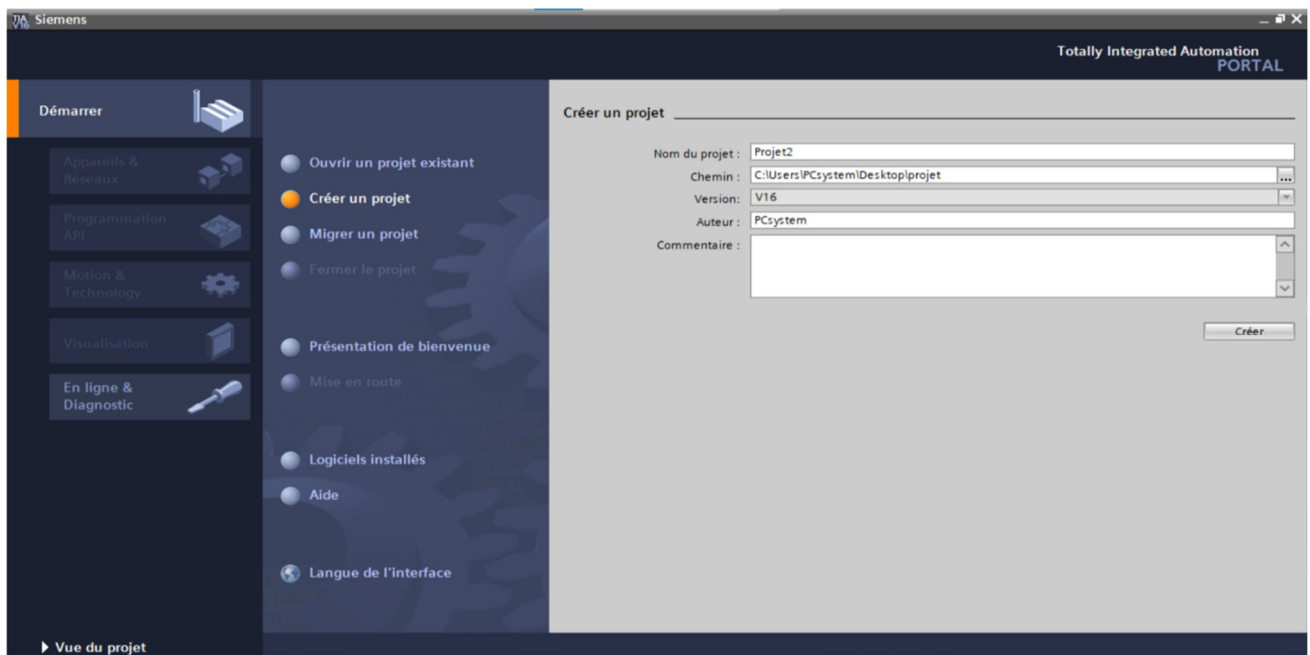 TIA V16 Siemens
Totally Integrated Automation
PORTAL
Démarrer
Appareils &
Réseaux
Programmation
API
Motion &
Technology
Visualisation
En ligne &
Diagnostic
Vue du projet
Ouvrir un projet existant
Créer un projet
Migrer un projet
Fermer le projet
Présentation de bienvenue
Mise en route
Logiciels installés
Aide
Langue de l'interface
Créer un projet
Nom du projet : Projet2
Chemin : C:\Users\PCsystem\Desktop\projet ...
Version: V16
Auteur : PCsystem
Commentaire :
Créer